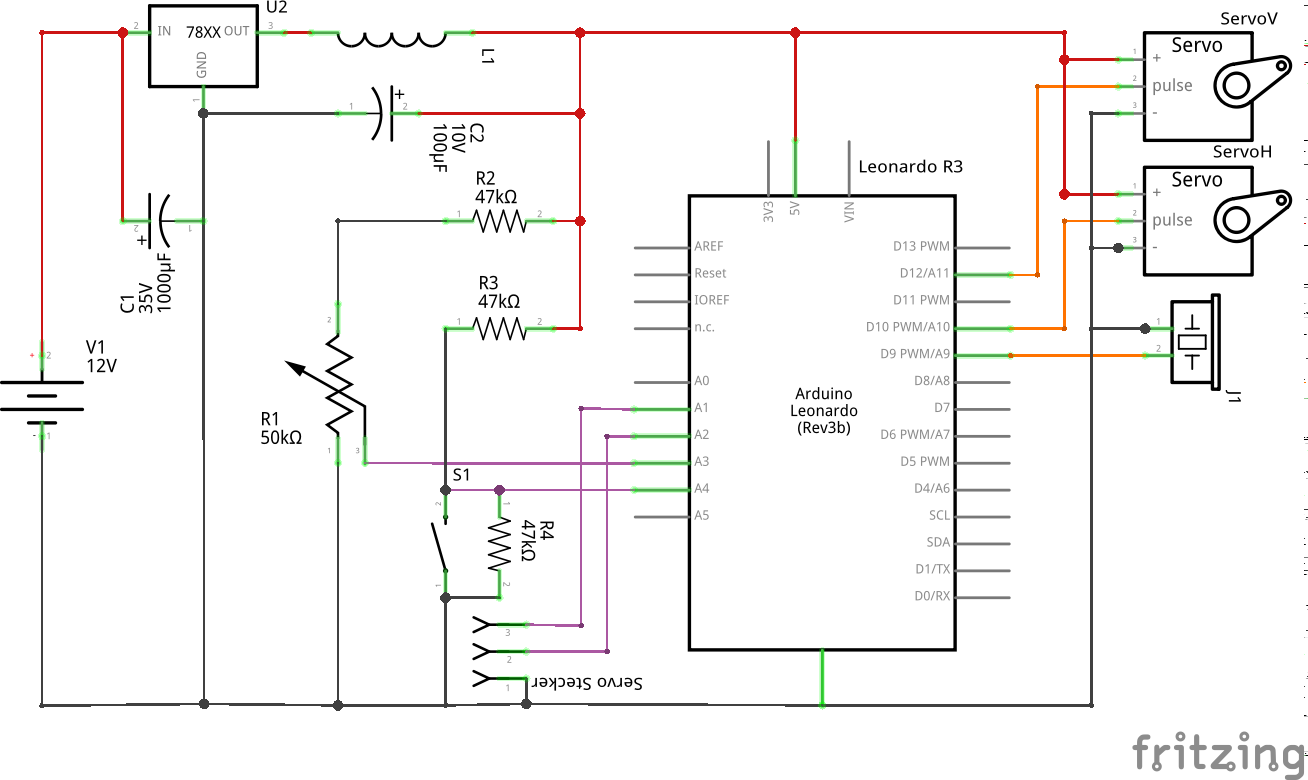 U2
ServoV
2 IN 78XX OUT 3
GND
1
L1
Servo
1 +
2 pulse
3 -
1 + 2
C2
10V
100µF
ServoH
Servo
1 +
2 pulse
3 -
Leonardo R3
3V3
5V
VIN
R2
47kΩ
1 2
2 + 1
C1
35V
1000µF
AREF
Reset
IOREF
n.c.
A0
A1
A2
A3
A4
A5
D13 PWM
D12/A11
D11 PWM
D10 PWM/A10
D9 PWM/A9
D8/A8
D7
D6 PWM/A7
D5 PWM
D4/A6
SCL
SDA
D1/TX
D0/RX
Arduino
Leonardo
(Rev3b)
R3
47kΩ
1 2
1
2
J1
V1
12V
+ 2
- 1
2
R1
50kΩ
1 3
S1
2
1
1
R4
47kΩ
2
3
2
1
Servo Stecker
fritzing